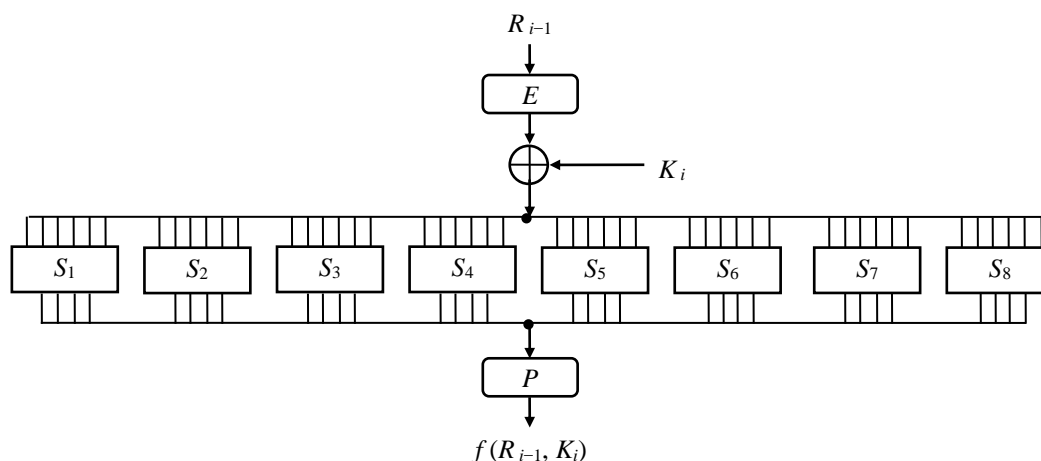 R i−1
E
K i
S1 S2 S3 S4 S5 S6 S7 S8
P
f (R i−1, Ki)